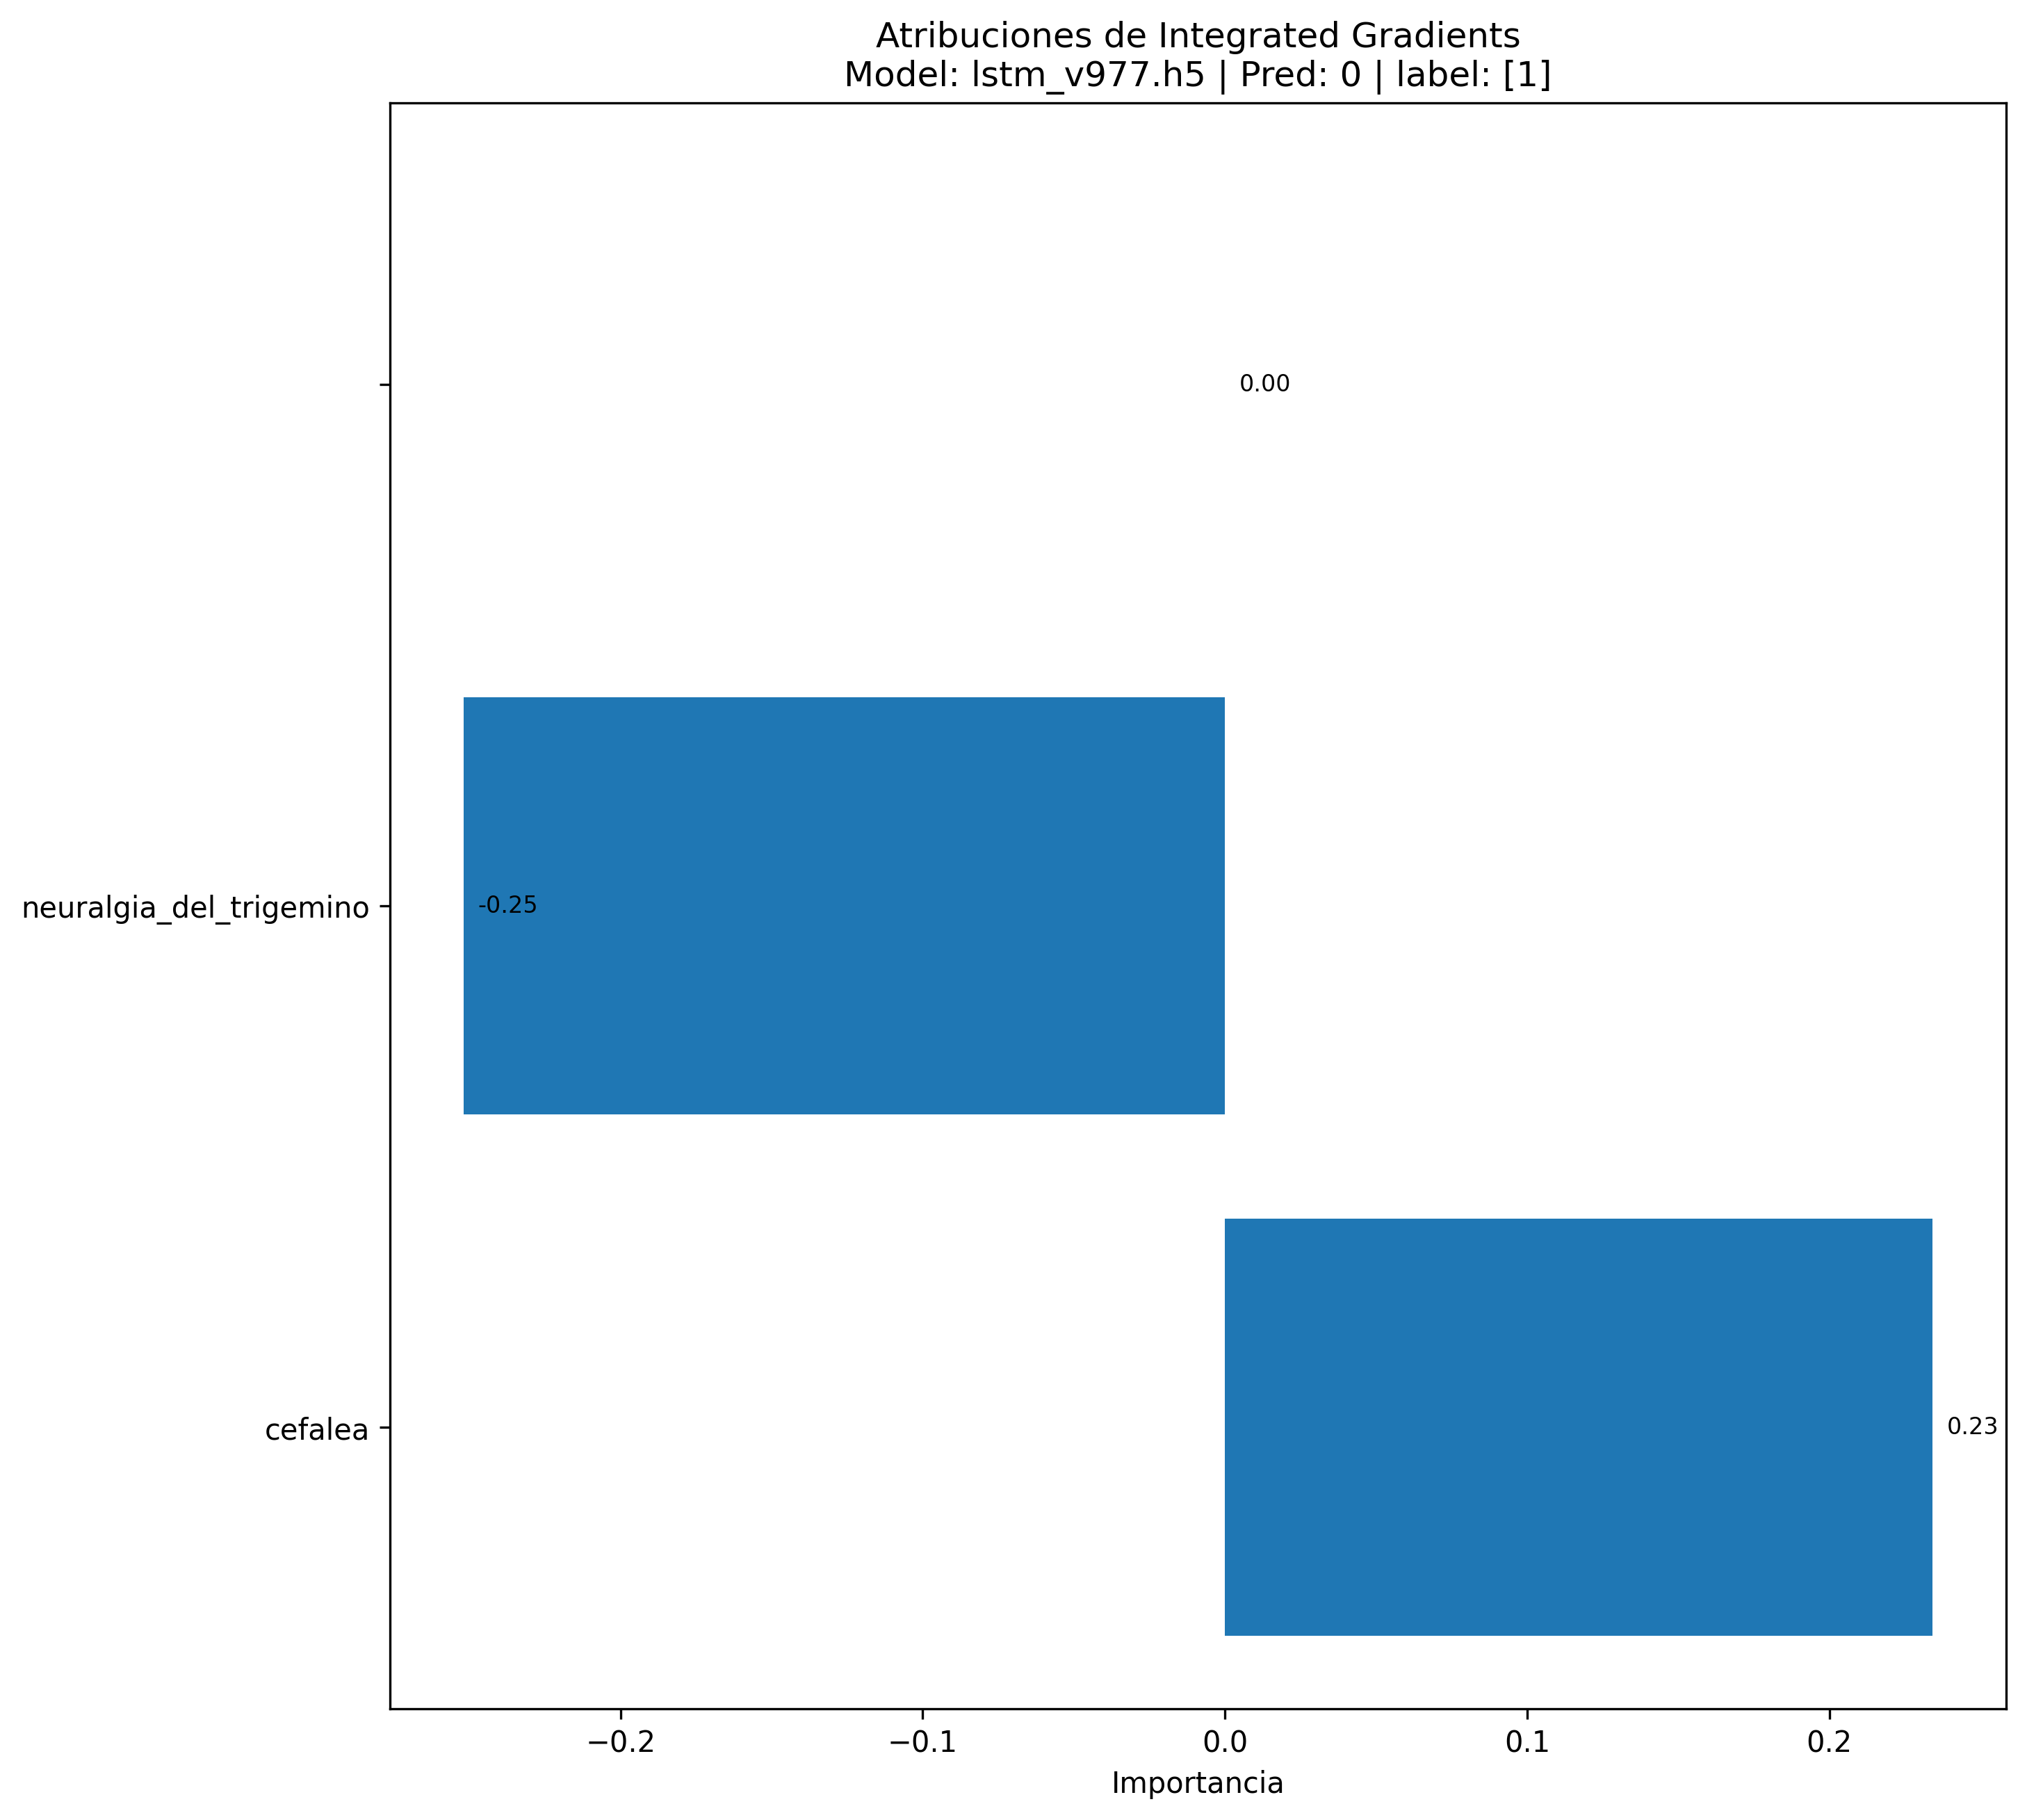 Atribuciones de Integrated Gradients
Model: lstm_v977.h5 | Pred: 0 | label: [1]
0.00
neuralgia_del_trigemino
-0.25
cefalea
0.23
−0.2
−0.1
0.0
0.1
0.2
Importancia